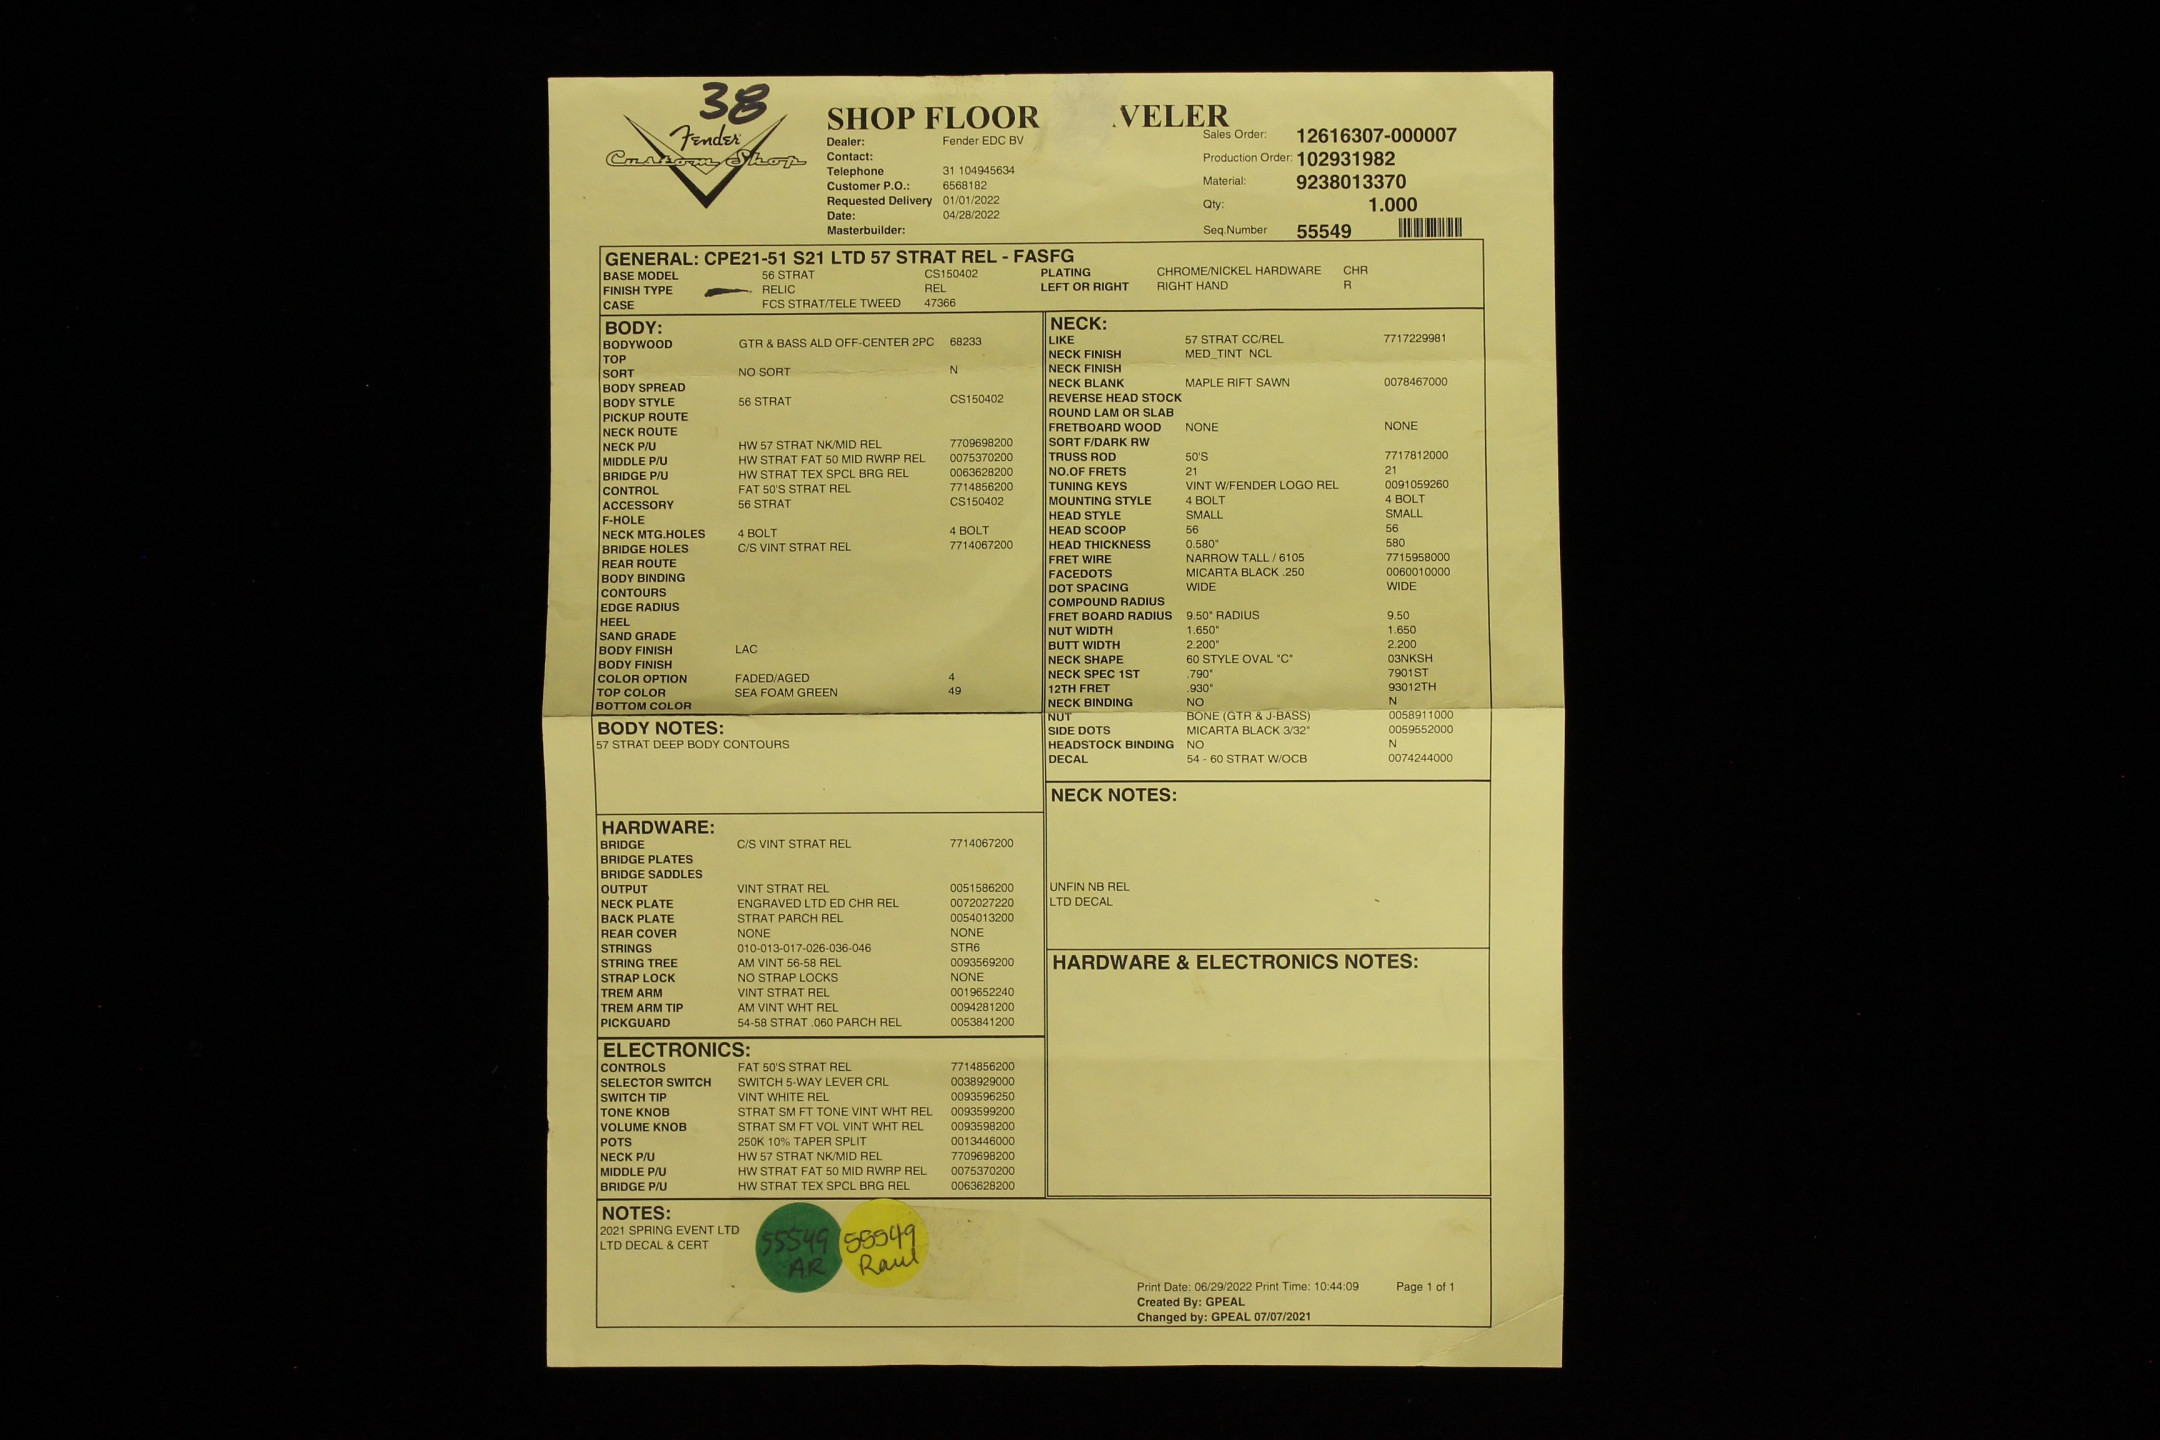 38
Fender
Custom Shop
SHOP FLOOR VELER
Dealer: Fender EDC BV
Contact:
Telephone 31 104945634
Customer P.O.: 6568182
Requested Delivery 01/01/2022
Date: 04/28/2022
Masterbuilder:
Sales Order: 12616307-000007
Production Order: 102931982
Material: 9238013370
Qty: 1.000
Seq.Number 55549
GENERAL: CPE21-51 S21 LTD 57 STRAT REL - FASFG
BASE MODEL 56 STRAT CS150402 PLATING CHROME/NICKEL HARDWARE CHR
FINISH TYPE RELIC REL LEFT OR RIGHT RIGHT HAND R
CASE FCS STRAT/TELE TWEED 47366
BODY:
BODYWOOD GTR & BASS ALD OFF-CENTER 2PC 68233
TOP
SORT NO SORT N
BODY SPREAD
BODY STYLE 56 STRAT CS150402
PICKUP ROUTE
NECK ROUTE
NECK P/U HW 57 STRAT NK/MID REL 7709698200
MIDDLE P/U HW STRAT FAT 50 MID RWRP REL 0075370200
BRIDGE P/U HW STRAT TEX SPCL BRG REL 0063628200
CONTROL FAT 50'S STRAT REL 7714856200
ACCESSORY 56 STRAT CS150402
F-HOLE
NECK MTG.HOLES 4 BOLT 4 BOLT
BRIDGE HOLES C/S VINT STRAT REL 7714067200
REAR ROUTE
BODY BINDING
CONTOURS
EDGE RADIUS
HEEL
SAND GRADE
BODY FINISH LAC
BODY FINISH
COLOR OPTION FADED/AGED 4
TOP COLOR SEA FOAM GREEN 49
BOTTOM COLOR
BODY NOTES:
57 STRAT DEEP BODY CONTOURS
HARDWARE:
BRIDGE C/S VINT STRAT REL 7714067200
BRIDGE PLATES
BRIDGE SADDLES
OUTPUT VINT STRAT REL 0051586200
NECK PLATE ENGRAVED LTD ED CHR REL 0072027220
BACK PLATE STRAT PARCH REL 0054013200
REAR COVER NONE NONE
STRINGS 010-013-017-026-036-046 STR6
STRING TREE AM VINT 56-58 REL 0093569200
STRAP LOCK NO STRAP LOCKS NONE
TREM ARM VINT STRAT REL 0019652240
TREM ARM TIP AM VINT WHT REL 0094281200
PICKGUARD 54-58 STRAT .060 PARCH REL 0053841200
ELECTRONICS:
CONTROLS FAT 50'S STRAT REL 7714856200
SELECTOR SWITCH SWITCH 5-WAY LEVER CRL 0038929000
SWITCH TIP VINT WHITE REL 0093596250
TONE KNOB STRAT SM FT TONE VINT WHT REL 0093599200
VOLUME KNOB STRAT SM FT VOL VINT WHT REL 0093598200
POTS 250K 10% TAPER SPLIT 0013446000
NECK P/U HW 57 STRAT NK/MID REL 7709698200
MIDDLE P/U HW STRAT FAT 50 MID RWRP REL 0075370200
BRIDGE P/U HW STRAT TEX SPCL BRG REL 0063628200
NECK:
LIKE 57 STRAT CC/REL 7717229981
NECK FINISH MED_TINT NCL
NECK FINISH
NECK BLANK MAPLE RIFT SAWN 0078467000
REVERSE HEAD STOCK
ROUND LAM OR SLAB
FRETBOARD WOOD NONE NONE
SORT F/DARK RW
TRUSS ROD 50'S 7717812000
NO.OF FRETS 21 21
TUNING KEYS VINT W/FENDER LOGO REL 0091059260
MOUNTING STYLE 4 BOLT 4 BOLT
HEAD STYLE SMALL SMALL
HEAD SCOOP 56 56
HEAD THICKNESS 0.580" 580
FRET WIRE NARROW TALL / 6105 7715958000
FACEDOTS MICARTA BLACK .250 0060010000
DOT SPACING WIDE WIDE
COMPOUND RADIUS
FRET BOARD RADIUS 9.50" RADIUS 9.50
NUT WIDTH 1.650" 1.650
BUTT WIDTH 2.200" 2.200
NECK SHAPE 60 STYLE OVAL "C" 03NKSH
NECK SPEC 1ST .790" 7901ST
12TH FRET .930" 93012TH
NECK BINDING NO N
NUT BONE (GTR & J-BASS) 0058911000
SIDE DOTS MICARTA BLACK 3/32" 0059552000
HEADSTOCK BINDING NO N
DECAL 54 - 60 STRAT W/OCB 0074244000
NECK NOTES:
UNFIN NB REL
LTD DECAL
HARDWARE & ELECTRONICS NOTES:
NOTES:
2021 SPRING EVENT LTD
LTD DECAL & CERT
55549
AR
55549
Raul
Print Date: 06/29/2022 Print Time: 10:44:09 Page 1 of 1
Created By: GPEAL
Changed by: GPEAL 07/07/2021